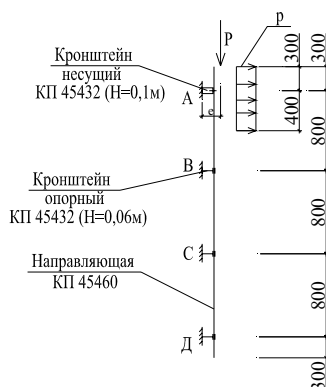 p
P
Кронштейн
несущий
КП 45432 (Н=0,1м)
А
е
300
300
400
800
В
Кронштейн
опорный
КП 45432 (Н=0,06м)
800
С
Направляющая
КП 45460
800
Д
300